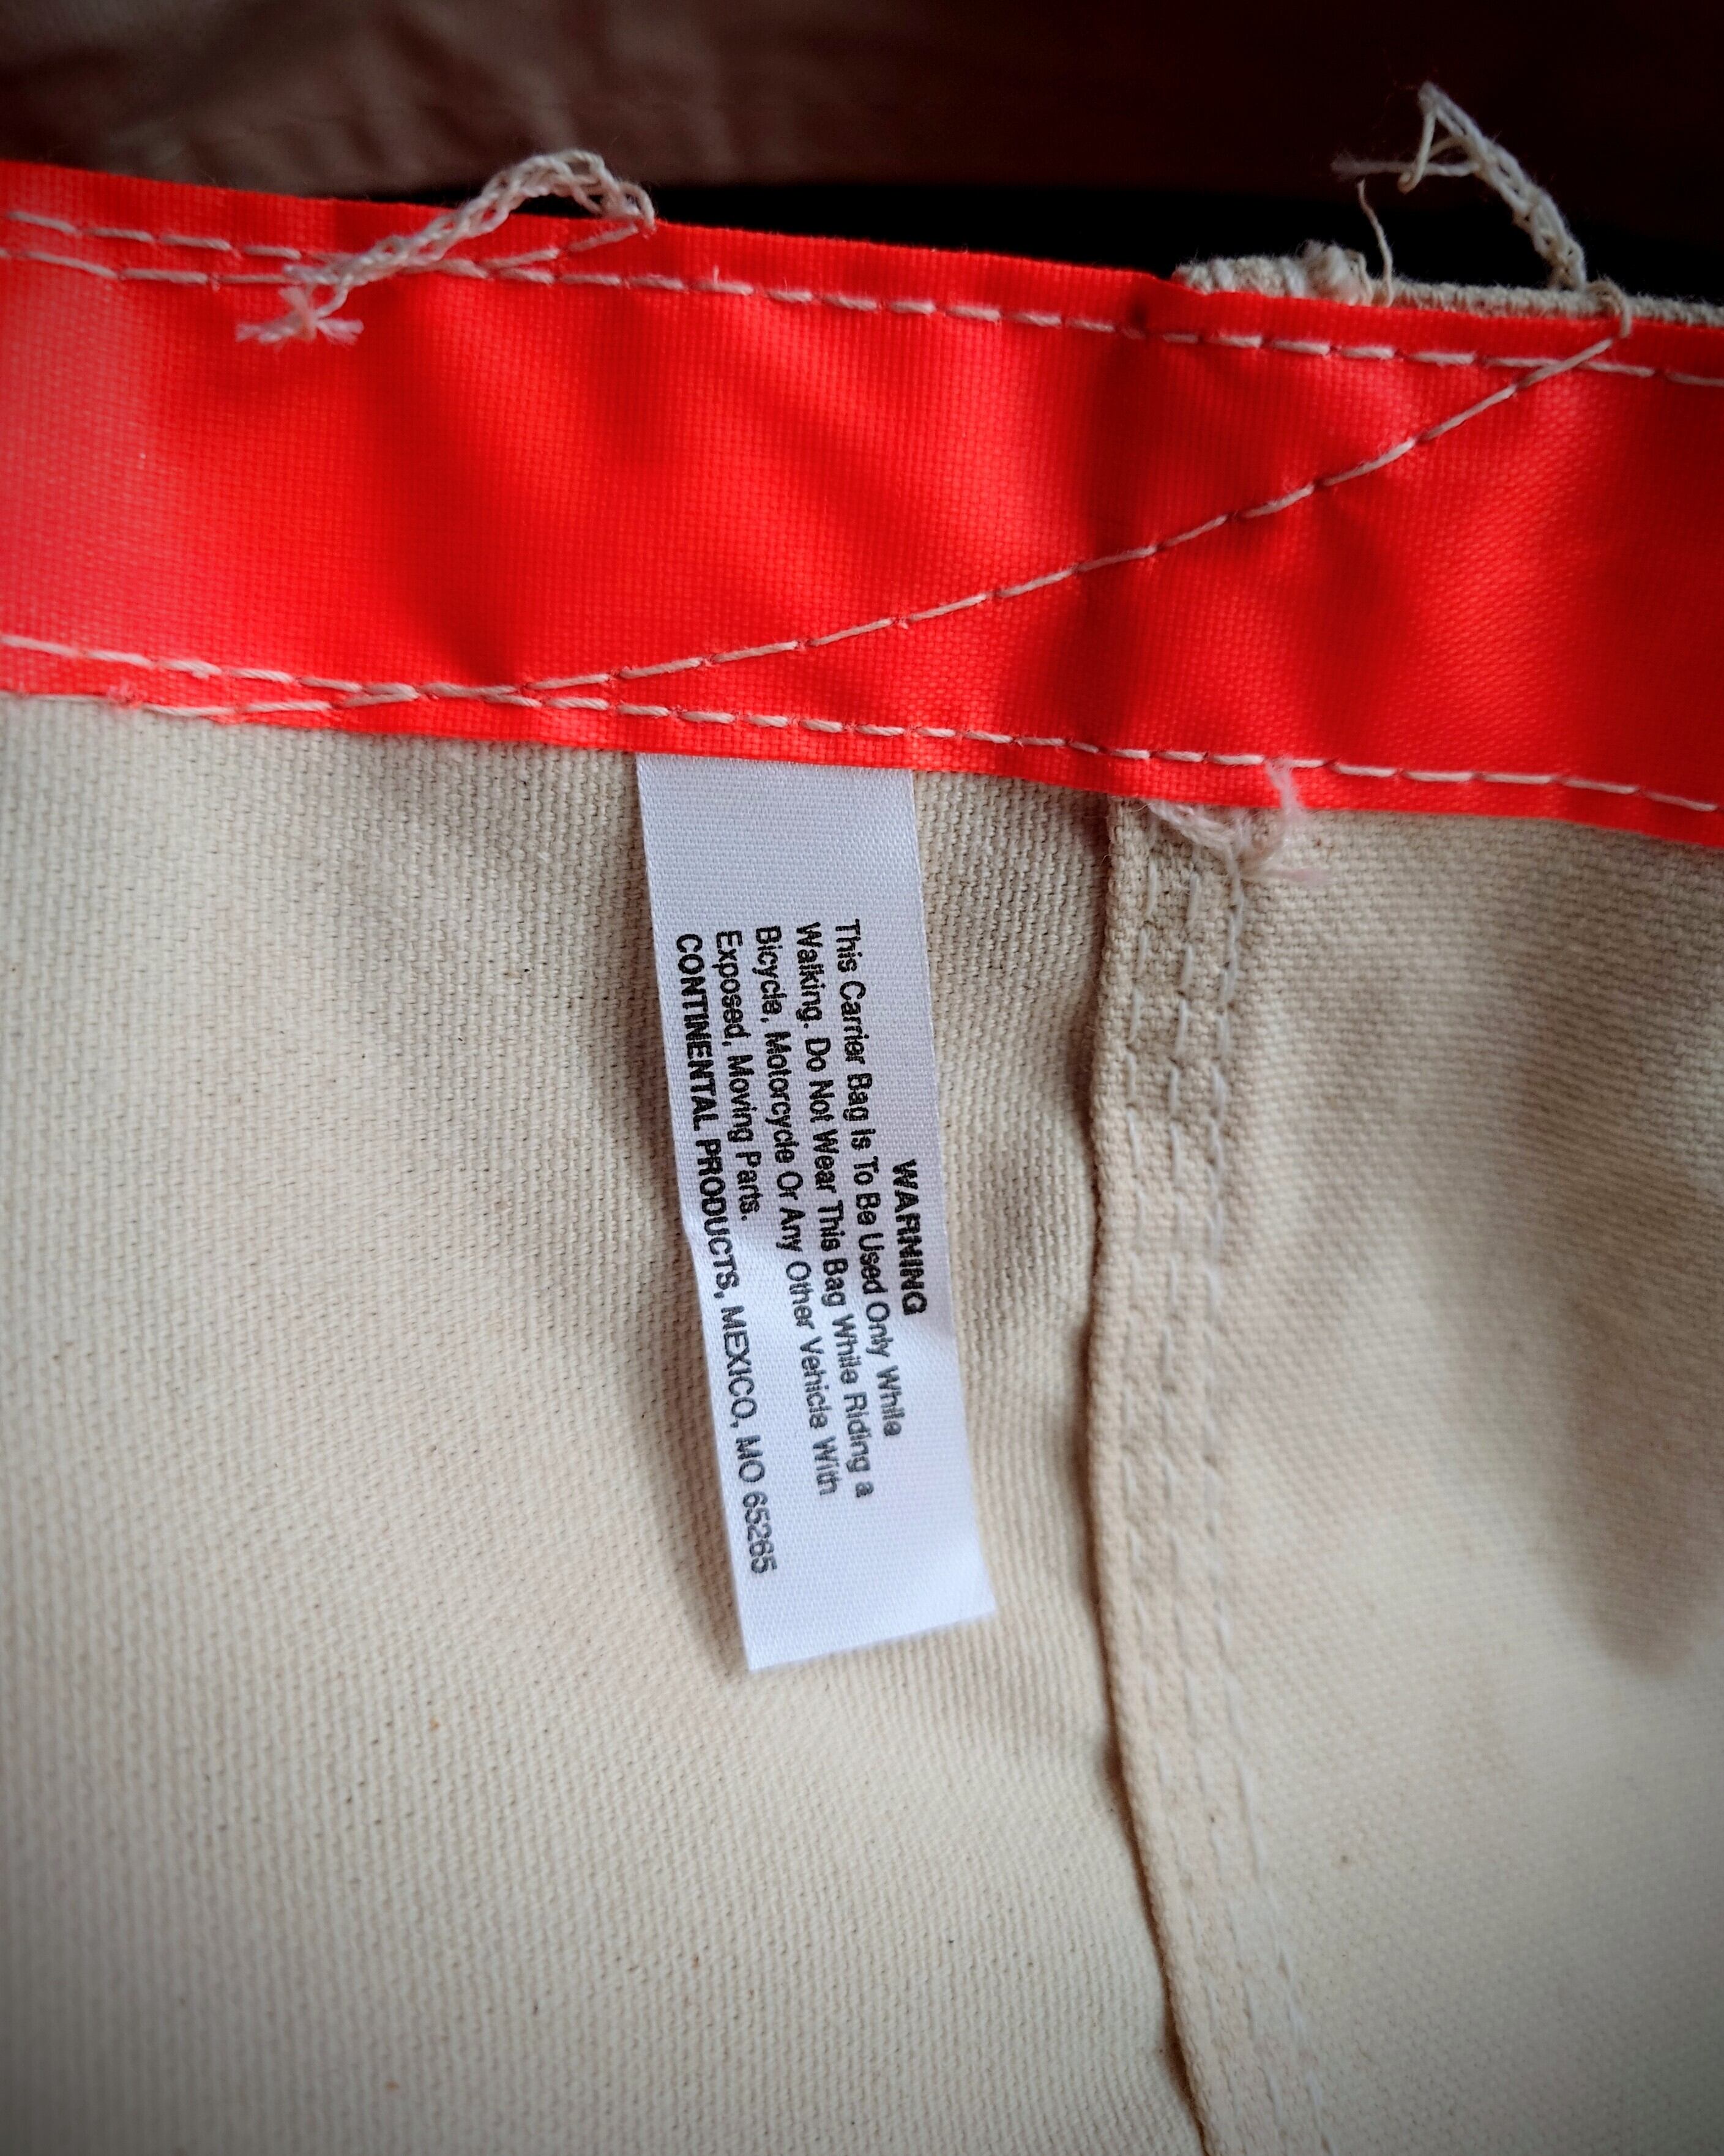 WARNING
This Carrier Bag Is To Be Used Only While
Walking. Do Not Wear This Bag While Riding a
Bicycle, Motorcycle Or Any Other Vehicle With
Exposed, Moving Parts.
CONTINENTAL PRODUCTS, MEXICO, MO 65265